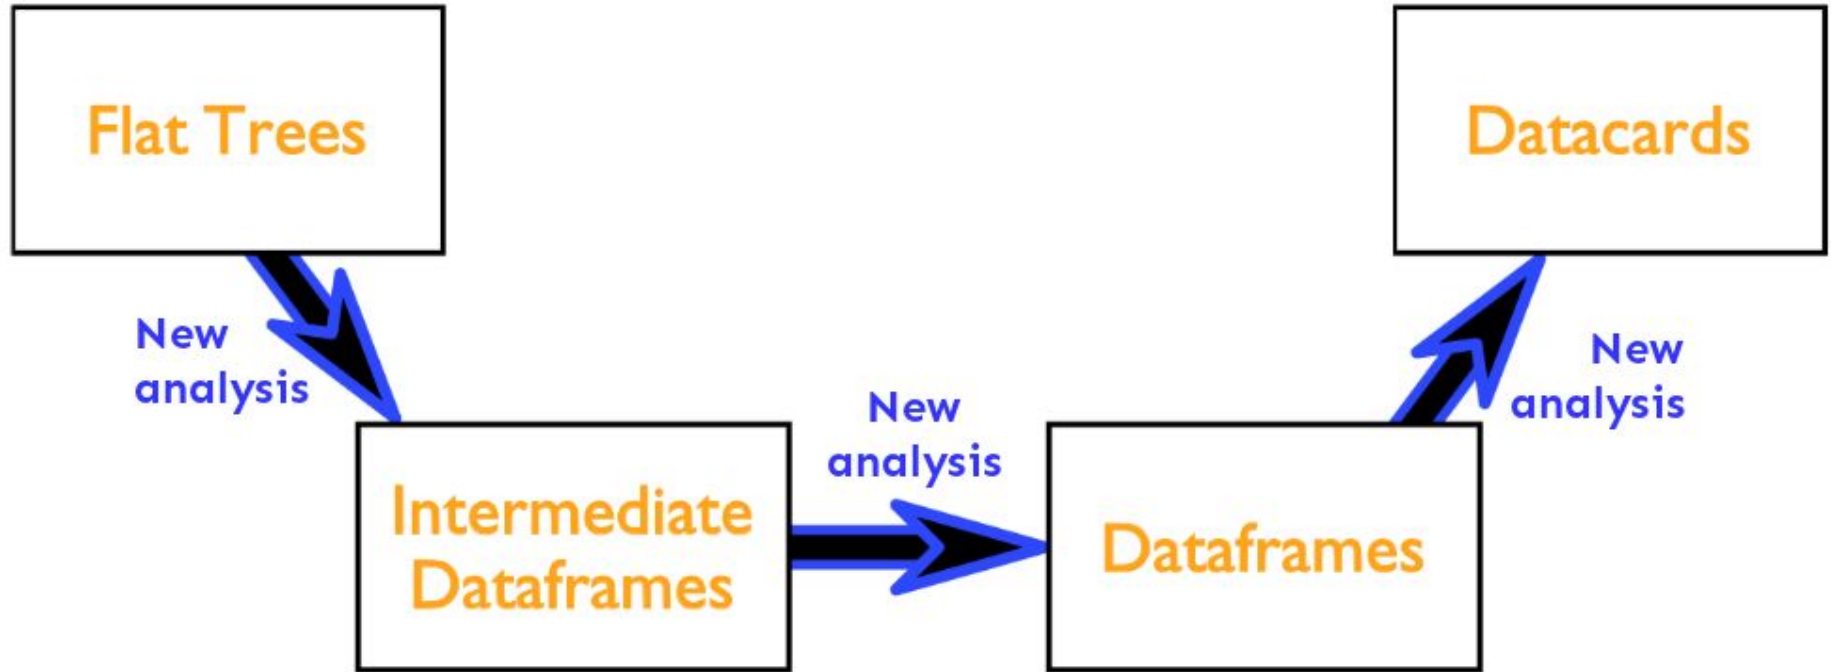 Flat Trees
Datacards
New
analysis
New
analysis
New
analysis
Intermediate
Dataframes
Dataframes